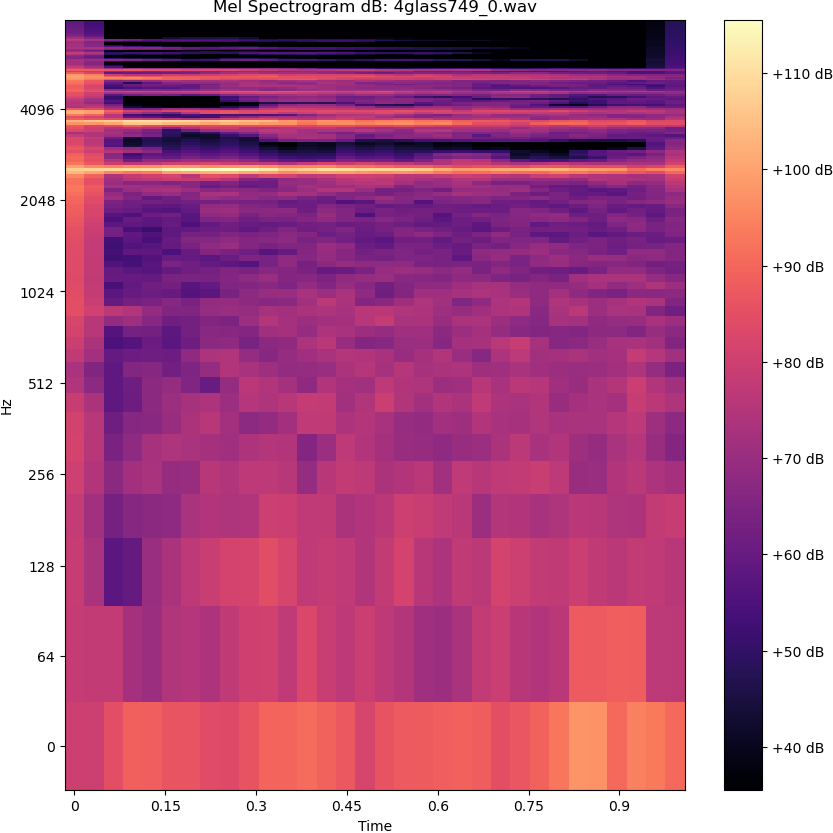 Mel Spectrogram dB: 4glass749_0.wav
4096
2048
1024
512
256
128
64
0
Hz
0 0.15 0.3 0.45 0.6 0.75 0.9
Time
+110 dB
+100 dB
+90 dB
+80 dB
+70 dB
+60 dB
+50 dB
+40 dB